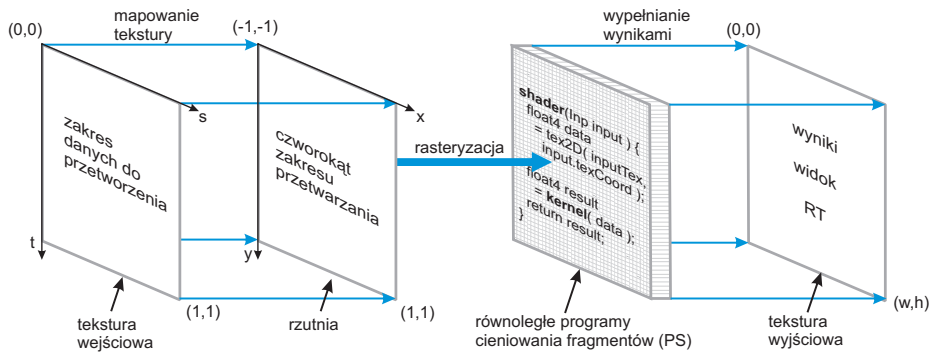 mapowanie
tekstury
wypełnianie
wynikami
(0,0)
(-1,-1)
(0,0)
s
x
zakres
danych do
przetworzenia
czworokąt
zakresu
przetwarzania
rasteryzacja
shader(Inp input ) {
float4 data
= tex2D( inputTex,
input.texCoord );
float4 result
= kernel( data );
return result;
}
wyniki
widok
RT
t
y
(1,1)
(1,1)
(w,h)
tekstura
wejściowa
rzutnia
równoległe programy
cieniowania fragmentów (PS)
tekstura
wyjściowa